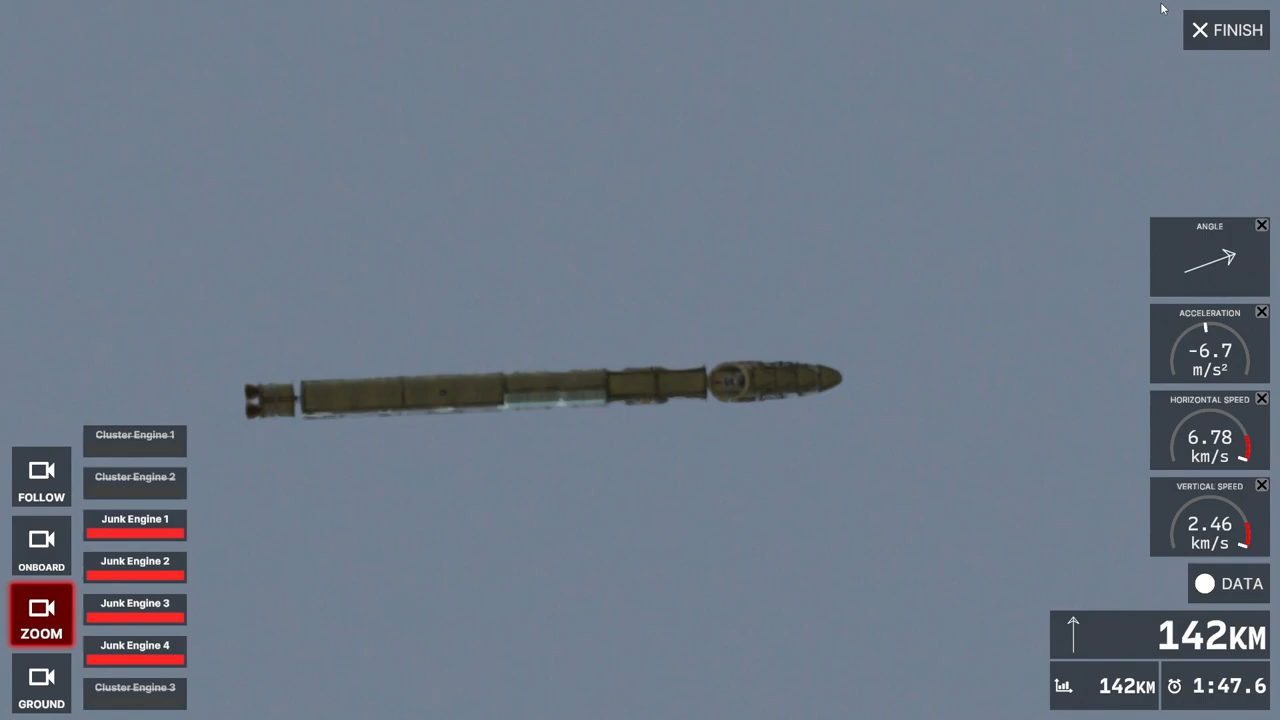 FINISH
ANGLE
ACCELERATION
-6.7
m/s²
HORIZONTAL SPEED
6.78
km/s
VERTICAL SPEED
2.46
km/s
DATA
142KM
142KM
1:47.6
FOLLOW
ONBOARD
ZOOM
GROUND
Cluster Engine 1
Cluster Engine 2
Junk Engine 1
Junk Engine 2
Junk Engine 3
Junk Engine 4
Cluster Engine 3